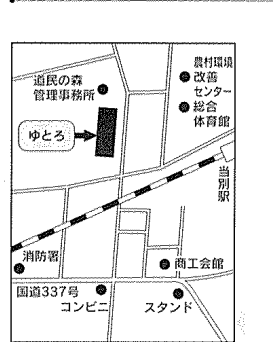 農村環境
改善
センター
総合
体育館
道民の森
管理事務所
ゆとろ
当別駅
消防署
商工会館
国道337号
コンビニ
スタンド